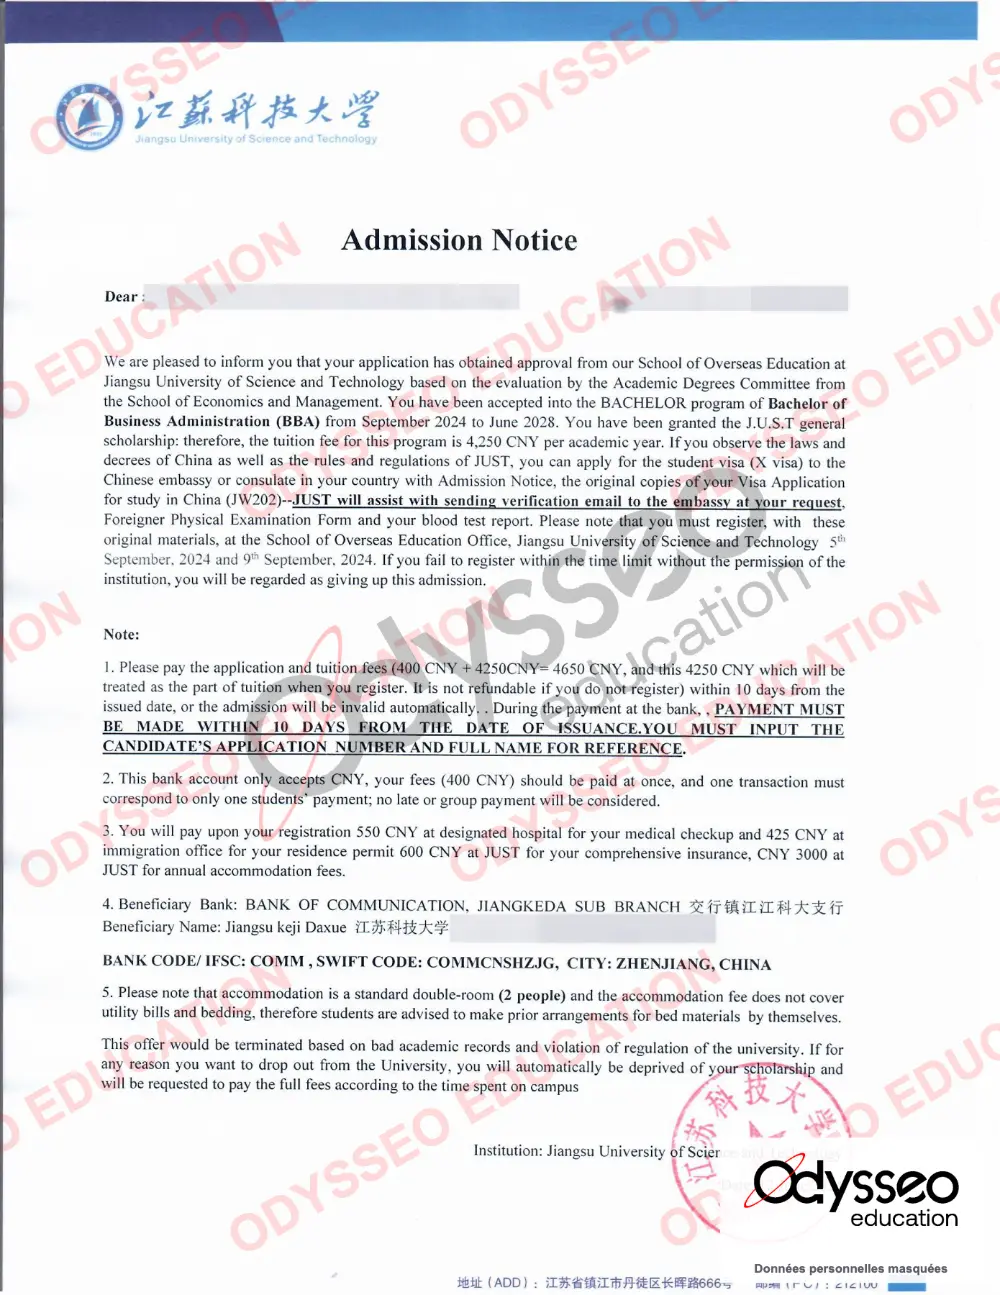 江蘇科技大学
Jiangsu University of Science and Technology
Admission Notice
Dear :
We are pleased to inform you that your application has obtained approval from our School of Overseas Education at
Jiangsu University of Science and Technology based on the evaluation by the Academic Degrees Committee from
the School of Economics and Management. You have been accepted into the BACHELOR program of Bachelor of
Business Administration (BBA) from September 2024 to June 2028. You have been granted the J.U.S.T general
scholarship: therefore, the tuition fee for this program is 4,250 CNY per academic year. If you observe the laws and
decrees of China as well as the rules and regulations of JUST, you can apply for the student visa (X visa) to the
Chinese embassy or consulate in your country with Admission Notice, the original copies of your Visa Application
for study in China (JW202)--JUST will assist with sending verification email to the embassy at your request,
Foreigner Physical Examination Form and your blood test report. Please note that you must register, with these
original materials, at the School of Overseas Education Office, Jiangsu University of Science and Technology 5th
September, 2024 and 9th September, 2024. If you fail to register within the time limit without the permission of the
institution, you will be regarded as giving up this admission.
Note:
1. Please pay the application and tuition fees (400 CNY + 4250CNY= 4650 CNY, and this 4250 CNY which will be
treated as the part of tuition when you register. It is not refundable if you do not register) within 10 days from the
issued date, or the admission will be invalid automatically. . During the payment at the bank, . PAYMENT MUST
BE MADE WITHIN 10 DAYS FROM THE DATE OF ISSUANCE.YOU MUST INPUT THE
CANDIDATE'S APPLICATION NUMBER AND FULL NAME FOR REFERENCE.
2. This bank account only accepts CNY, your fees (400 CNY) should be paid at once, and one transaction must
correspond to only one students' payment; no late or group payment will be considered.
3. You will pay upon your registration 550 CNY at designated hospital for your medical checkup and 425 CNY at
immigration office for your residence permit 600 CNY at JUST for your comprehensive insurance, CNY 3000 at
JUST for annual accommodation fees.
4. Beneficiary Bank: BANK OF COMMUNICATION, JIANGKEDA SUB BRANCH 交行镇江江科大支行
Beneficiary Name: Jiangsu keji Daxue 江苏科技大学
BANK CODE/ IFSC: COMM , SWIFT CODE: COMMCNSHZJG, CITY: ZHENJIANG, CHINA
5. Please note that accommodation is a standard double-room (2 people) and the accommodation fee does not cover
utility bills and bedding, therefore students are advised to make prior arrangements for bed materials by themselves.
This offer would be terminated based on bad academic records and violation of regulation of the university. If for
any reason you want to drop out from the University, you will automatically be deprived of your scholarship and
will be requested to pay the full fees according to the time spent on campus
江苏科技大学
Institution: Jiangsu University of Scien
Odysseo
education
Données personnelles masquées
地址 (ADD) : 江苏省镇江市丹徒区长晖路666号
ODYSSEO EDUCATION
Odysseo
education